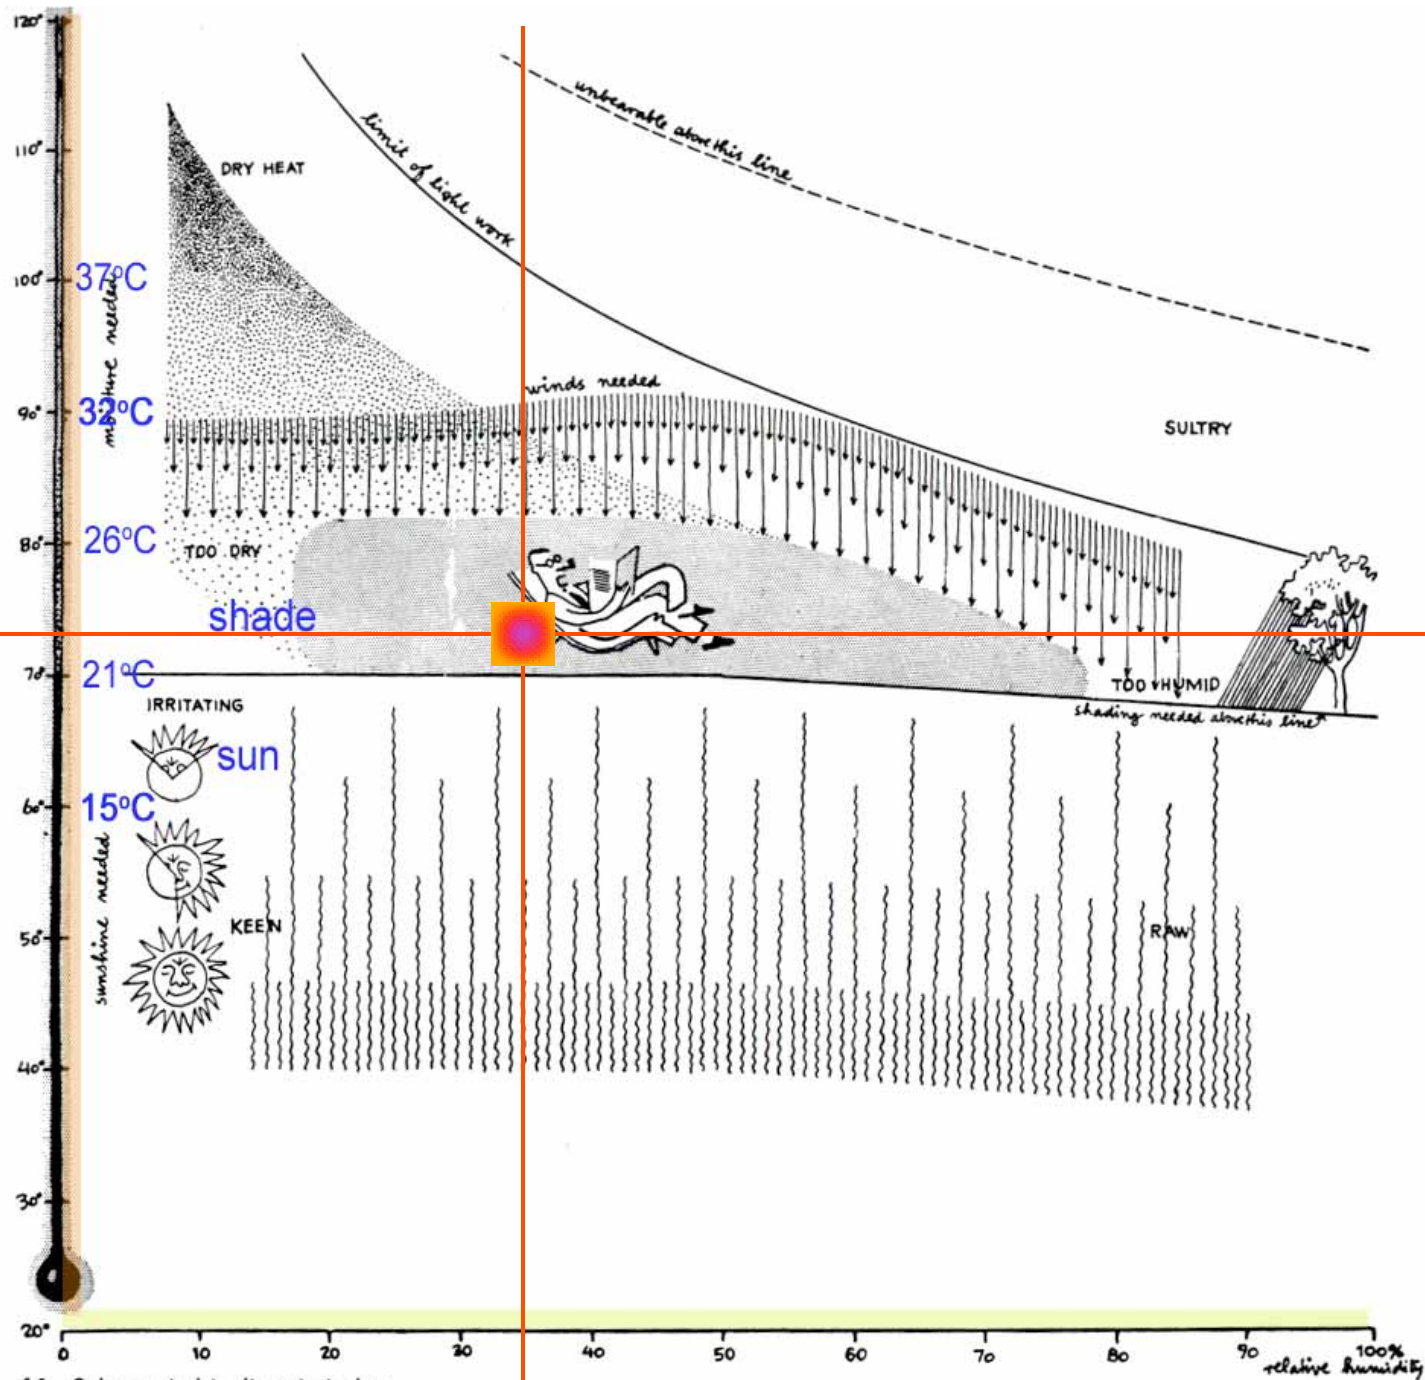 120°
unbearable above this line
limit of light work
110°
DRY HEAT
100°
37°C
moisture needed
winds needed
90°
32°C
SULTRY
80°
26°C
TOO DRY
shade
70°
21°C
TOO HUMID
IRRITATING
shading needed above this line
sun
60°
15°C
sunshine needed
50°
KEEN
RAW
40°
30°
20°
0 10 20 30 40 50 60 70 80 90 100%
relative humidity